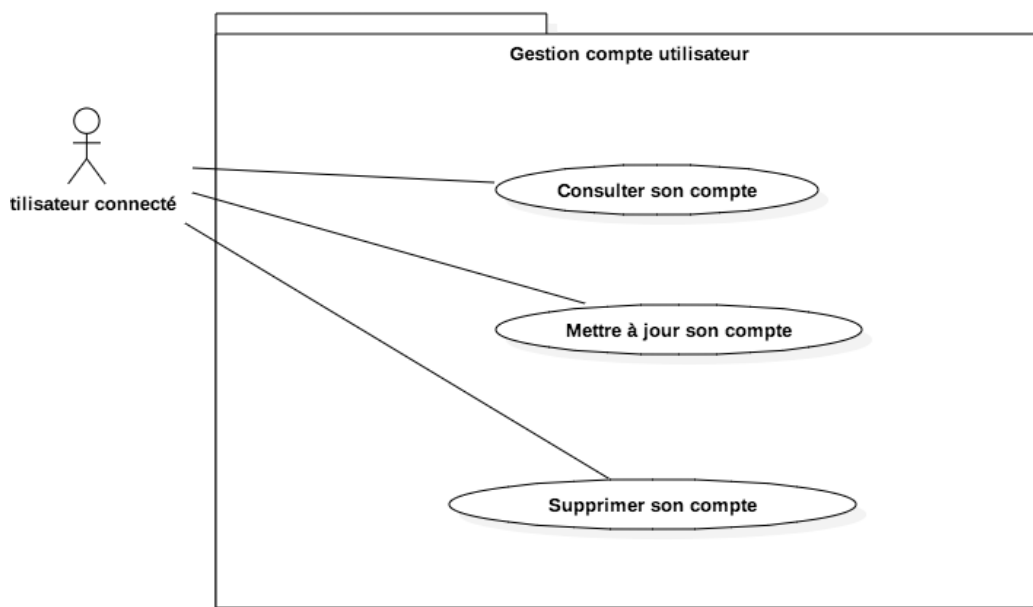 Gestion compte utilisateur
Consulter son compte
tilisateur connecté
Mettre à jour son compte
Supprimer son compte